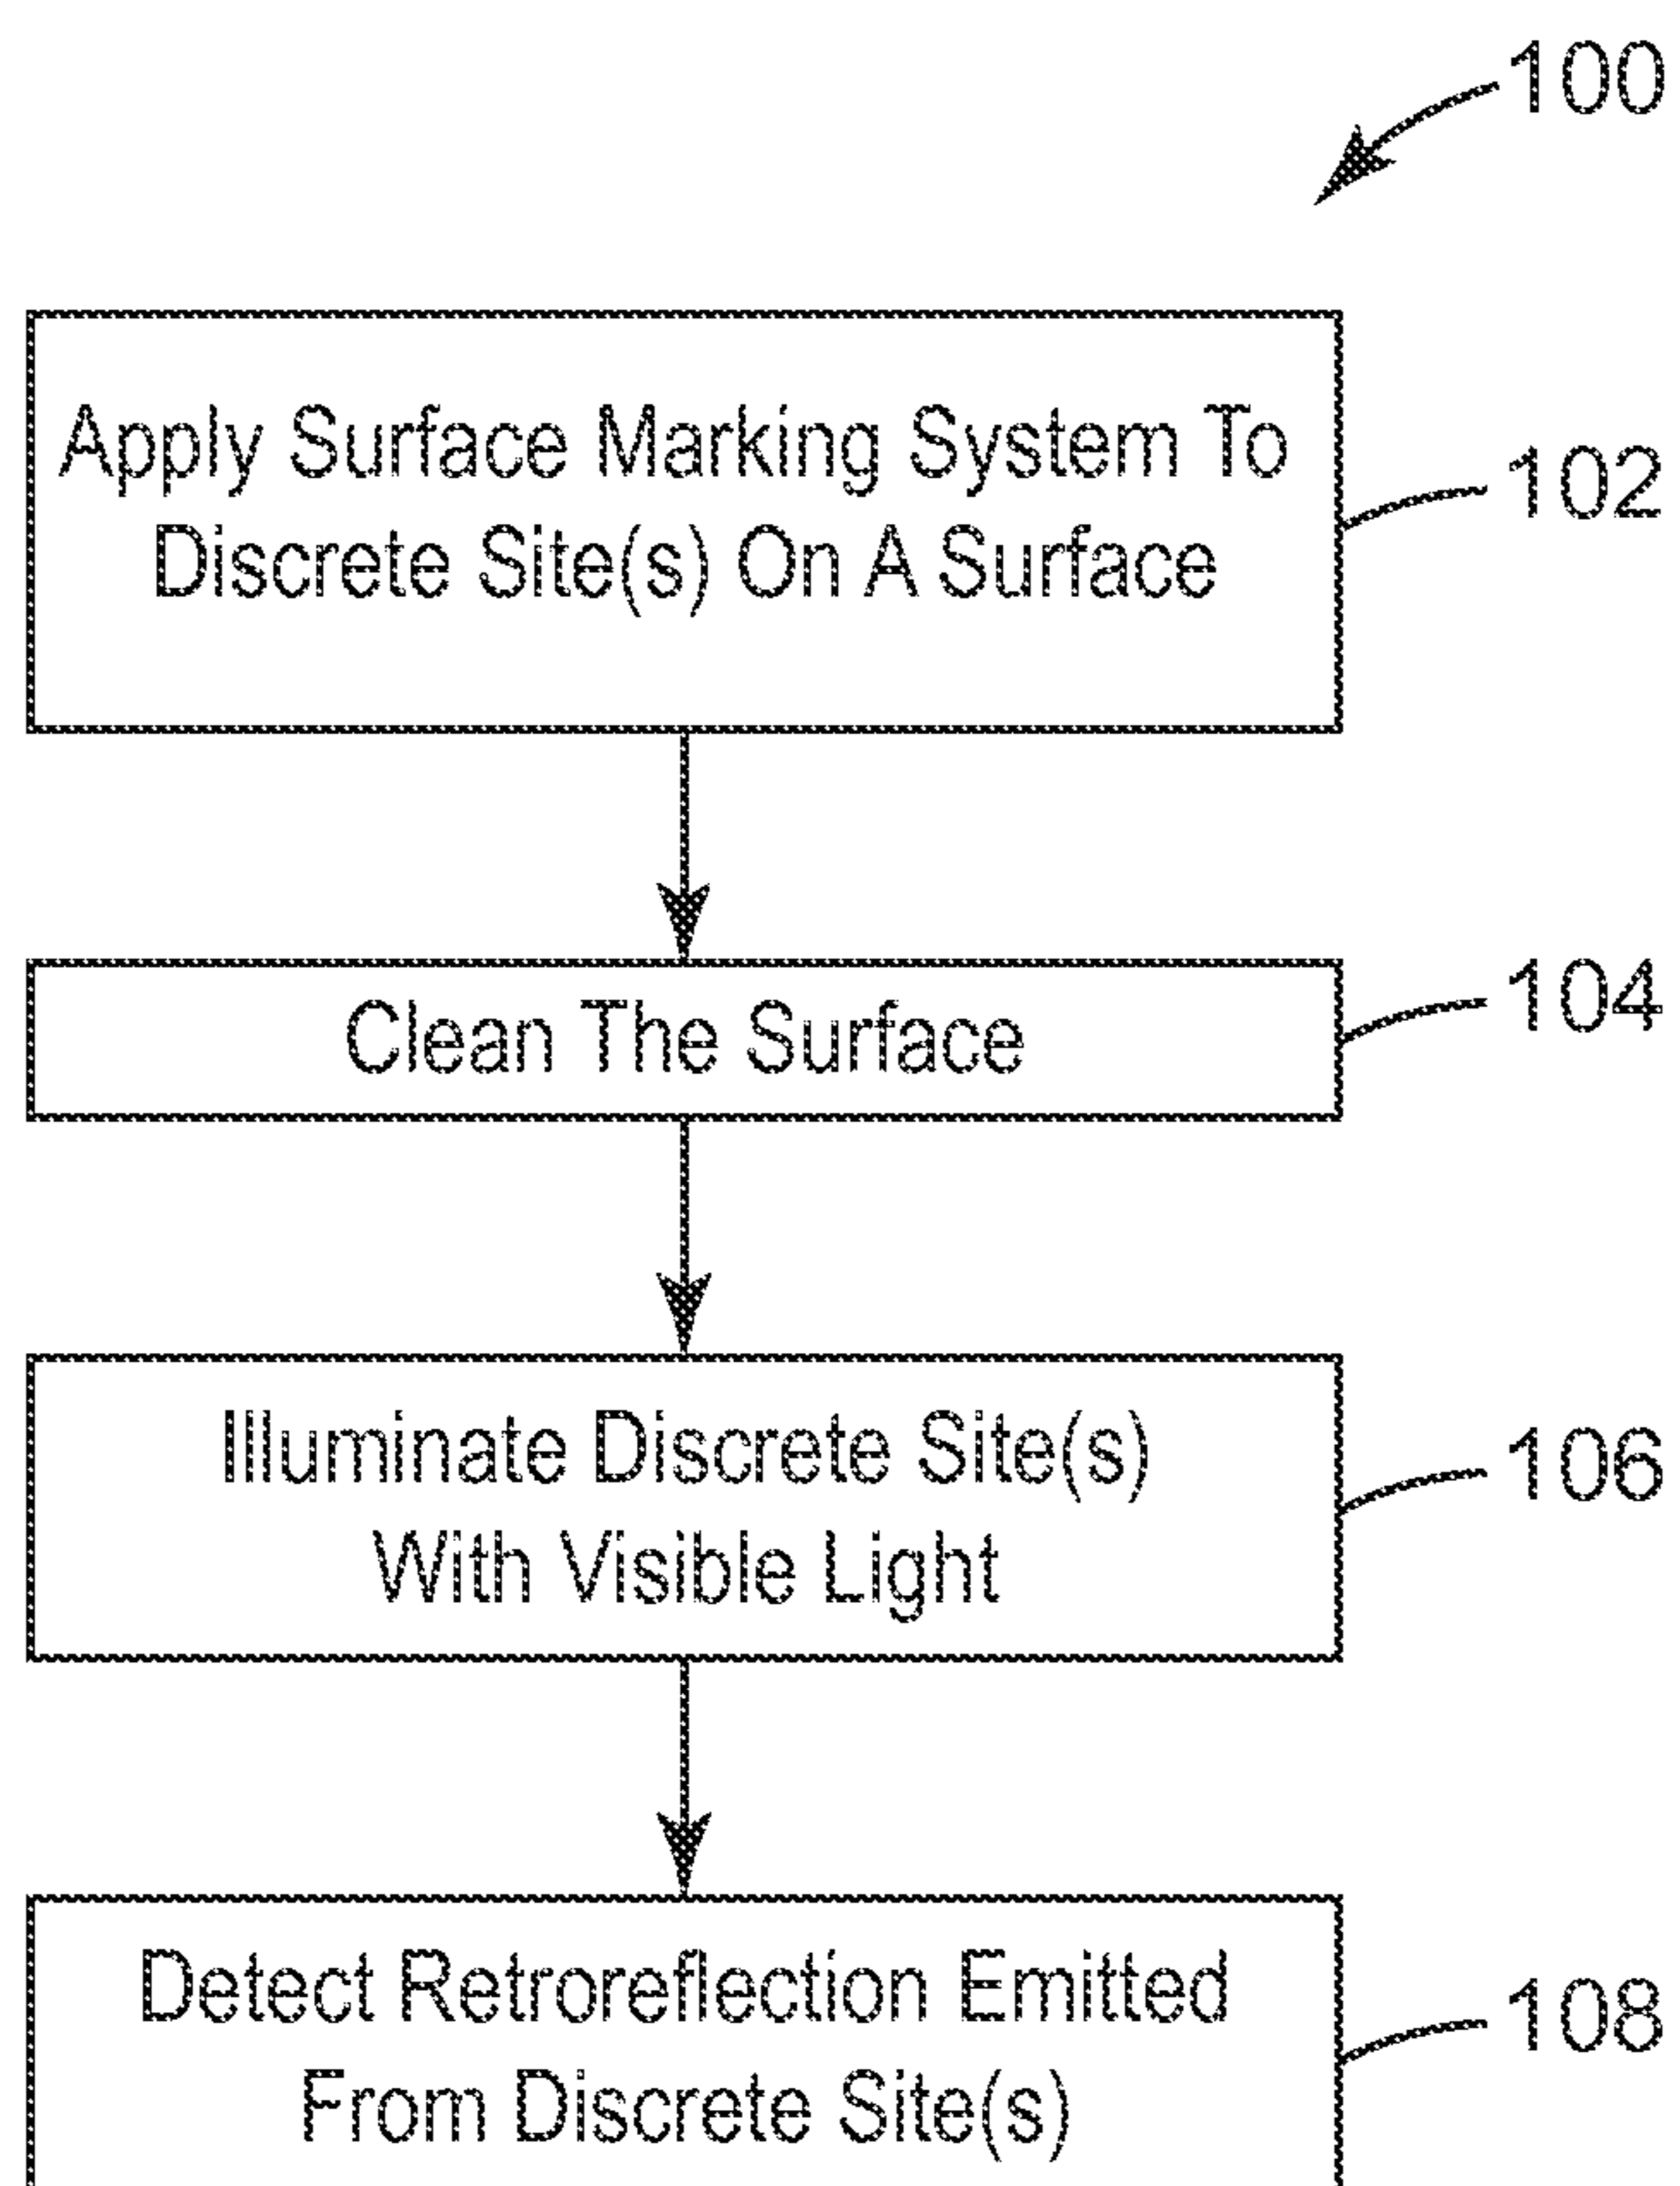 100
Apply Surface Marking System To
Discrete Site(s) On A Surface
102
Clean The Surface
104
Illuminate Discrete Site(s)
With Visible Light
106
Detect Retroreflection Emitted
From Discrete Site(s)
108